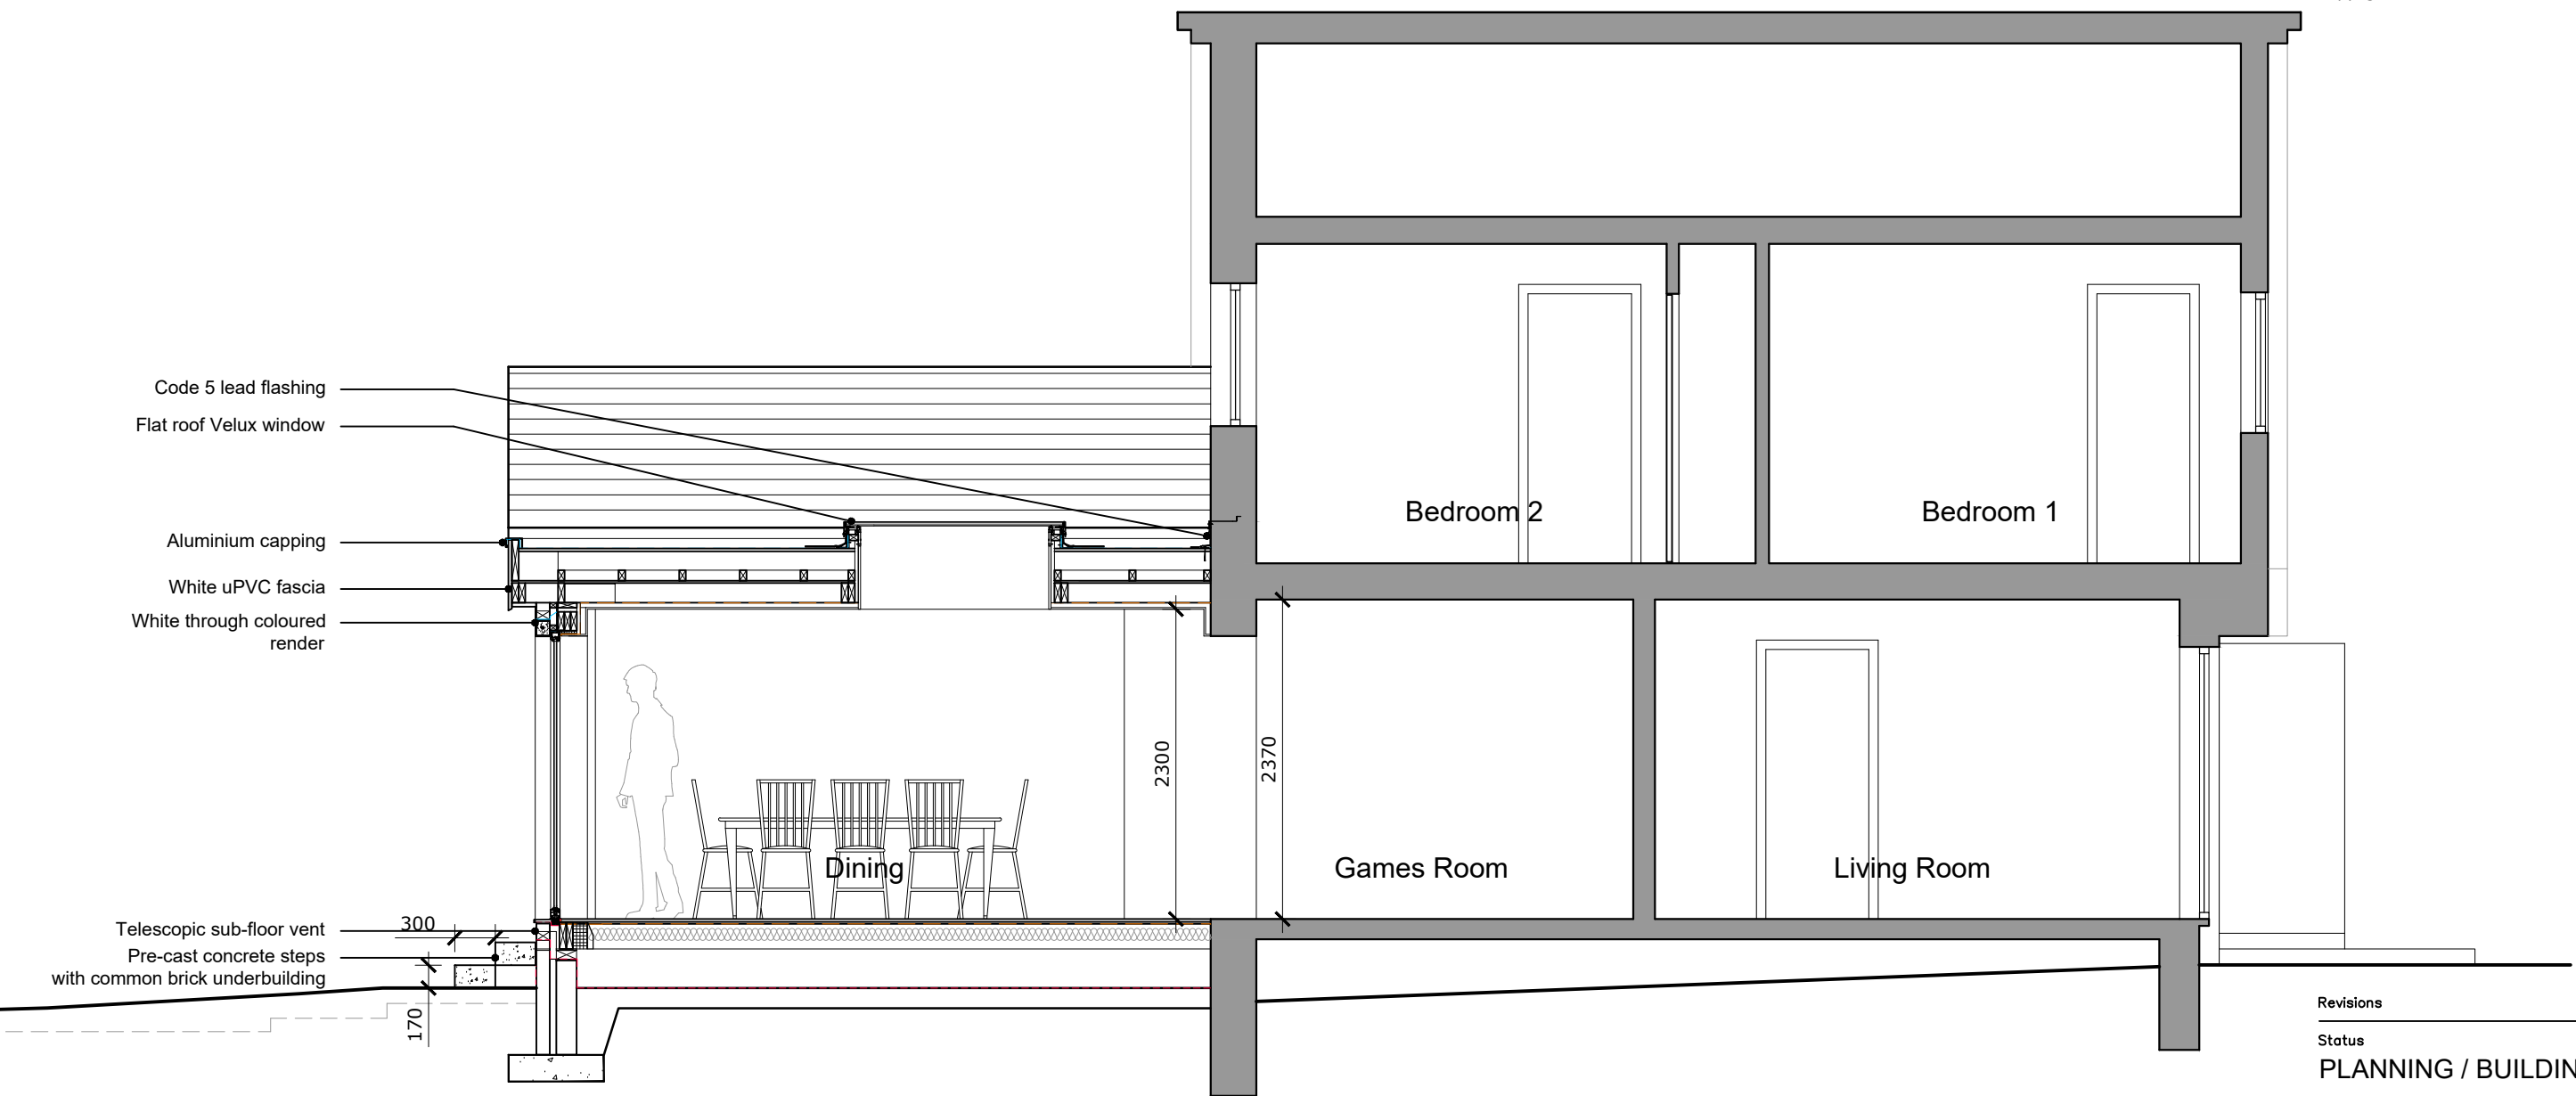 Code 5 lead flashing
Flat roof Velux window
Aluminium capping
White uPVC fascia
White through coloured
render
Bedroom 2
Bedroom 1
2300
2370
Dining
Games Room
Living Room
Telescopic sub-floor vent
300
Pre-cast concrete steps
with common brick underbuilding
170
Revisions
Status
PLANNING / BUILDIN